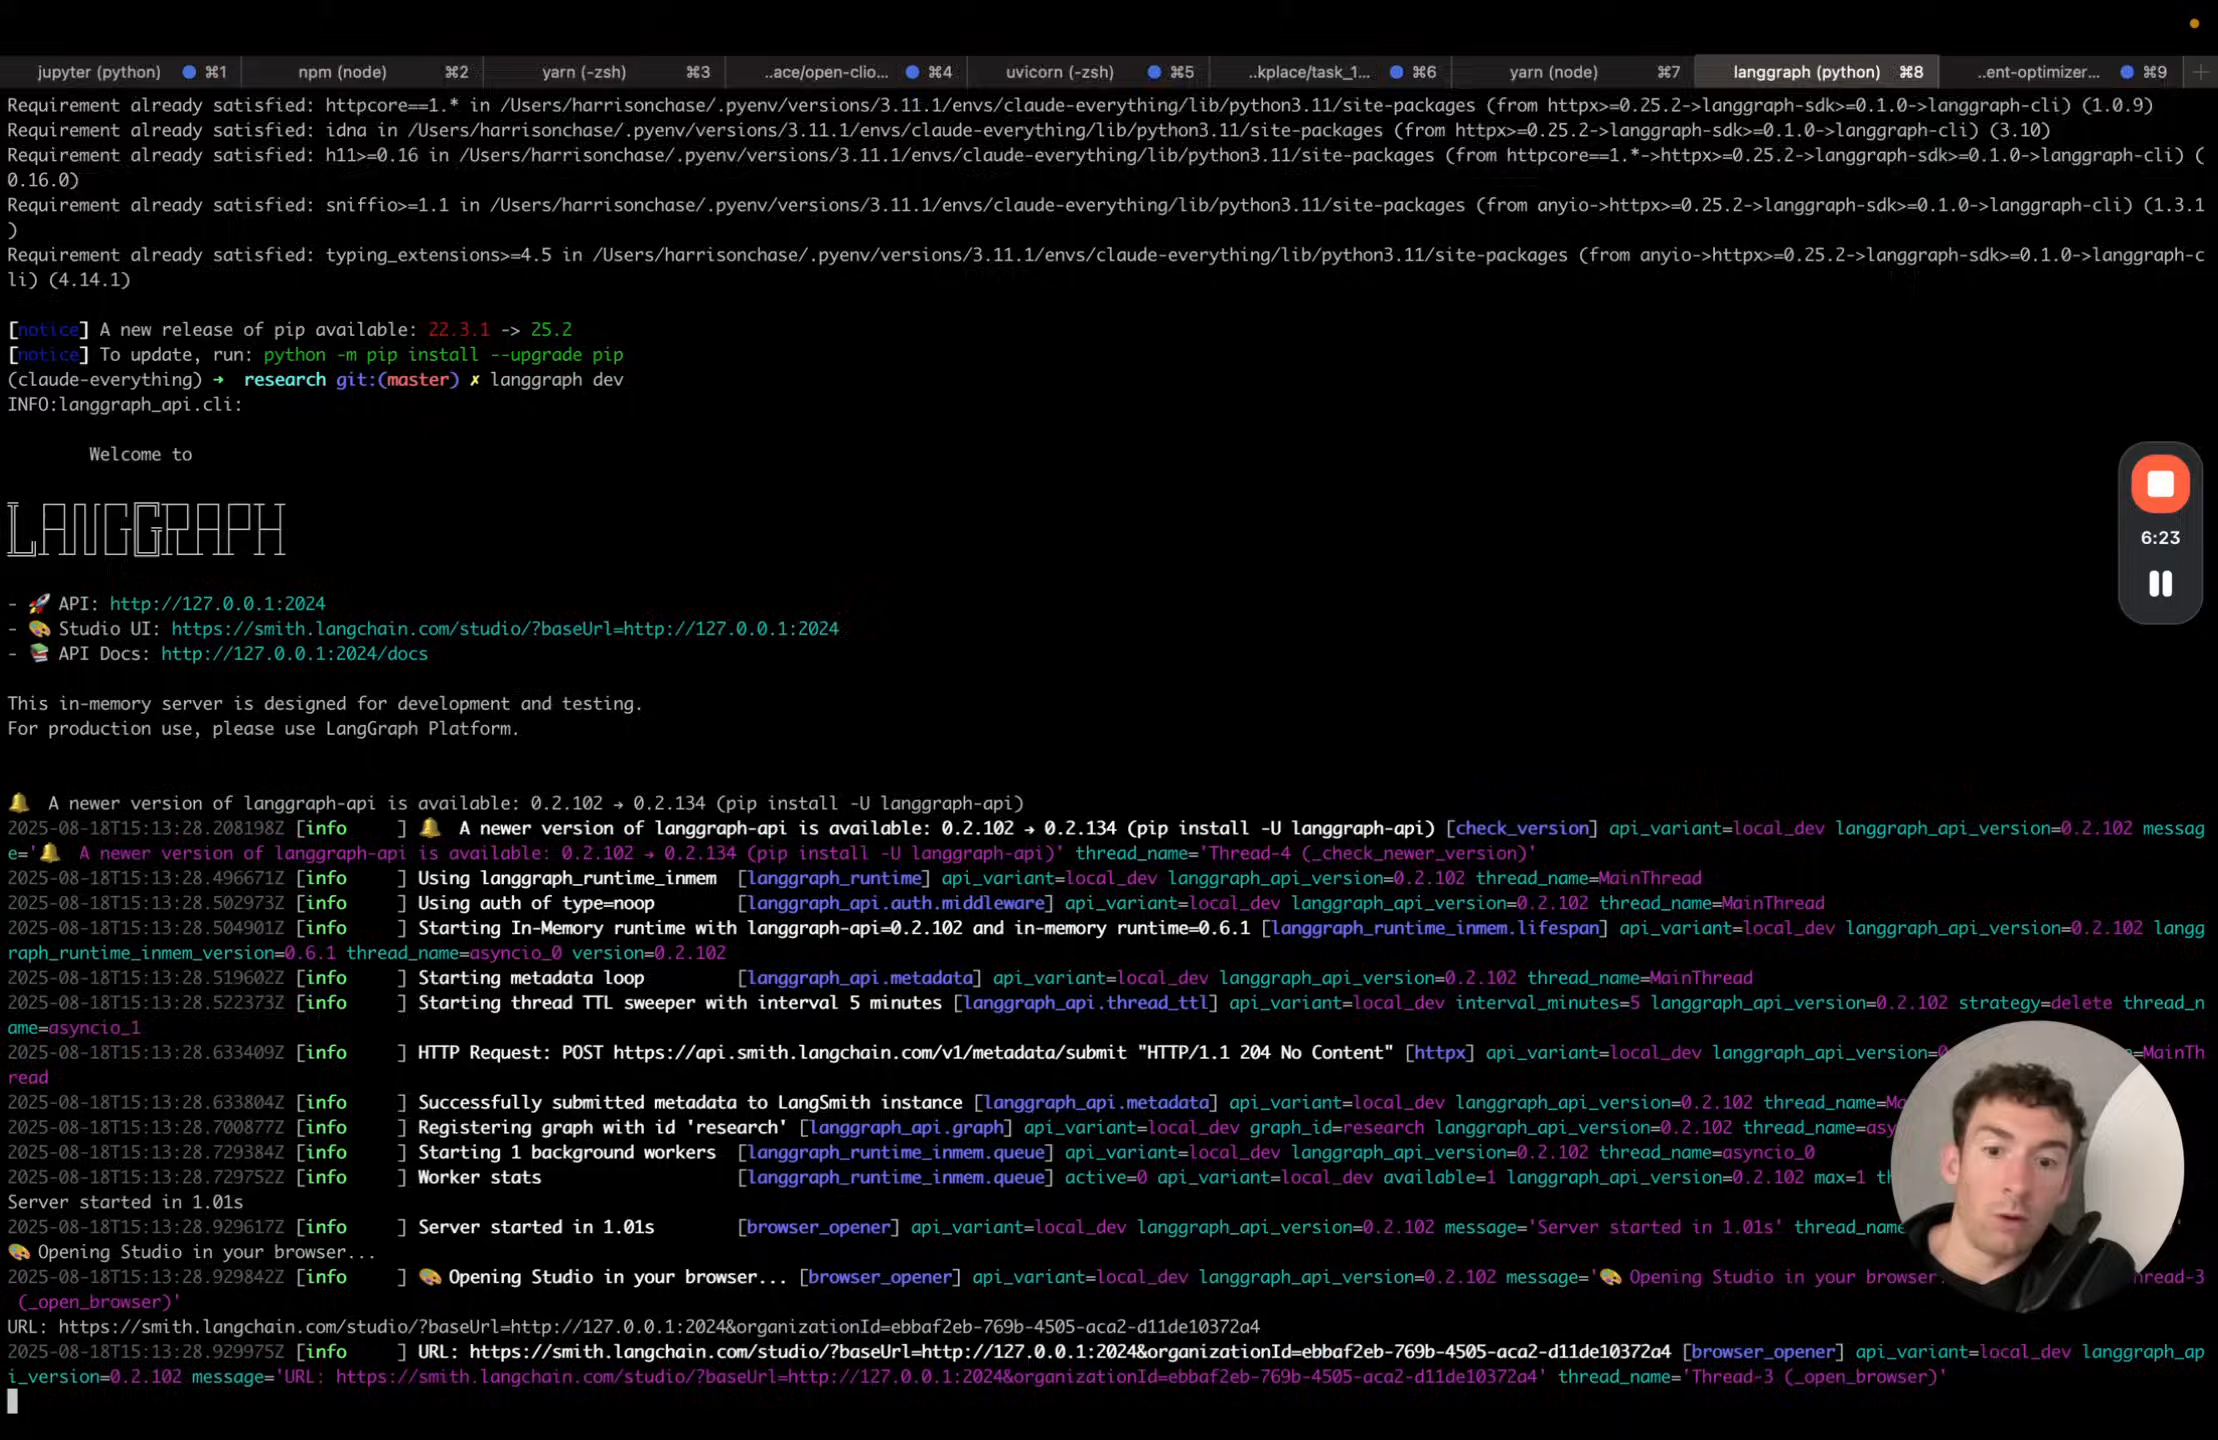 jupyter (python) ⌘1 npm (node) ⌘2 yarn (-zsh) ⌘3 ..ace/open-clio... ⌘4 uvicorn (-zsh) ⌘5 ..kplace/task_1... ⌘6 yarn (node) ⌘7 langgraph (python) ⌘8 ..ent-optimizer... ⌘9
Requirement already satisfied: httpcore==1.* in /Users/harrisonchase/.pyenv/versions/3.11.1/envs/claude-everything/lib/python3.11/site-packages (from httpx>=0.25.2->langgraph-sdk>=0.1.0->langgraph-cli) (1.0.9)
Requirement already satisfied: idna in /Users/harrisonchase/.pyenv/versions/3.11.1/envs/claude-everything/lib/python3.11/site-packages (from httpx>=0.25.2->langgraph-sdk>=0.1.0->langgraph-cli) (3.10)
Requirement already satisfied: h11>=0.16 in /Users/harrisonchase/.pyenv/versions/3.11.1/envs/claude-everything/lib/python3.11/site-packages (from httpcore==1.*->httpx>=0.25.2->langgraph-sdk>=0.1.0->langgraph-cli) (
0.16.0)
Requirement already satisfied: sniffio>=1.1 in /Users/harrisonchase/.pyenv/versions/3.11.1/envs/claude-everything/lib/python3.11/site-packages (from anyio->httpx>=0.25.2->langgraph-sdk>=0.1.0->langgraph-cli) (1.3.1
)
Requirement already satisfied: typing_extensions>=4.5 in /Users/harrisonchase/.pyenv/versions/3.11.1/envs/claude-everything/lib/python3.11/site-packages (from anyio->httpx>=0.25.2->langgraph-sdk>=0.1.0->langgraph-c
li) (4.14.1)
[notice] A new release of pip available: 22.3.1 -> 25.2
[notice] To update, run: python -m pip install --upgrade pip
(claude-everything) ➜ research git:(master) ✗ langgraph dev
INFO:langgraph_api.cli:
Welcome to
LANGGRAPH
- 🚀 API: http://127.0.0.1:2024
- 🎨 Studio UI: https://smith.langchain.com/studio/?baseUrl=http://127.0.0.1:2024
- 📚 API Docs: http://127.0.0.1:2024/docs
This in-memory server is designed for development and testing.
For production use, please use LangGraph Platform.
🔔 A newer version of langgraph-api is available: 0.2.102 → 0.2.134 (pip install -U langgraph-api)
2025-08-18T15:13:28.208198Z [info ] 🔔 A newer version of langgraph-api is available: 0.2.102 → 0.2.134 (pip install -U langgraph-api) [check_version] api_variant=local_dev langgraph_api_version=0.2.102 messag
e='🔔 A newer version of langgraph-api is available: 0.2.102 → 0.2.134 (pip install -U langgraph-api)' thread_name='Thread-4 (_check_newer_version)'
2025-08-18T15:13:28.496671Z [info ] Using langgraph_runtime_inmem [langgraph_runtime] api_variant=local_dev langgraph_api_version=0.2.102 thread_name=MainThread
2025-08-18T15:13:28.502973Z [info ] Using auth of type=noop [langgraph_api.auth.middleware] api_variant=local_dev langgraph_api_version=0.2.102 thread_name=MainThread
2025-08-18T15:13:28.504901Z [info ] Starting In-Memory runtime with langgraph-api=0.2.102 and in-memory runtime=0.6.1 [langgraph_runtime_inmem.lifespan] api_variant=local_dev langgraph_api_version=0.2.102 langg
raph_runtime_inmem_version=0.6.1 thread_name=asyncio_0 version=0.2.102
2025-08-18T15:13:28.519602Z [info ] Starting metadata loop [langgraph_api.metadata] api_variant=local_dev langgraph_api_version=0.2.102 thread_name=MainThread
2025-08-18T15:13:28.522373Z [info ] Starting thread TTL sweeper with interval 5 minutes [langgraph_api.thread_ttl] api_variant=local_dev interval_minutes=5 langgraph_api_version=0.2.102 strategy=delete thread_n
ame=asyncio_1
2025-08-18T15:13:28.633409Z [info ] HTTP Request: POST https://api.smith.langchain.com/v1/metadata/submit "HTTP/1.1 204 No Content" [httpx] api_variant=local_dev langgraph_api_version=0 =MainTh
read
2025-08-18T15:13:28.633804Z [info ] Successfully submitted metadata to LangSmith instance [langgraph_api.metadata] api_variant=local_dev langgraph_api_version=0.2.102 thread_name=Ma
2025-08-18T15:13:28.700877Z [info ] Registering graph with id 'research' [langgraph_api.graph] api_variant=local_dev graph_id=research langgraph_api_version=0.2.102 thread_name=asy
2025-08-18T15:13:28.729384Z [info ] Starting 1 background workers [langgraph_runtime_inmem.queue] api_variant=local_dev langgraph_api_version=0.2.102 thread_name=asyncio_0
2025-08-18T15:13:28.729752Z [info ] Worker stats [langgraph_runtime_inmem.queue] active=0 api_variant=local_dev available=1 langgraph_api_version=0.2.102 max=1 th
Server started in 1.01s
2025-08-18T15:13:28.929617Z [info ] Server started in 1.01s [browser_opener] api_variant=local_dev langgraph_api_version=0.2.102 message='Server started in 1.01s' thread_name '
🎨 Opening Studio in your browser...
2025-08-18T15:13:28.929842Z [info ] 🎨 Opening Studio in your browser... [browser_opener] api_variant=local_dev langgraph_api_version=0.2.102 message='🎨 Opening Studio in your browser. hread-3
(_open_browser)'
URL: https://smith.langchain.com/studio/?baseUrl=http://127.0.0.1:2024&organizationId=ebbaf2eb-769b-4505-aca2-d11de10372a4
2025-08-18T15:13:28.929975Z [info ] URL: https://smith.langchain.com/studio/?baseUrl=http://127.0.0.1:2024&organizationId=ebbaf2eb-769b-4505-aca2-d11de10372a4 [browser_opener] api_variant=local_dev langgraph_ap
i_version=0.2.102 message='URL: https://smith.langchain.com/studio/?baseUrl=http://127.0.0.1:2024&organizationId=ebbaf2eb-769b-4505-aca2-d11de10372a4' thread_name='Thread-3 (_open_browser)'
6:23